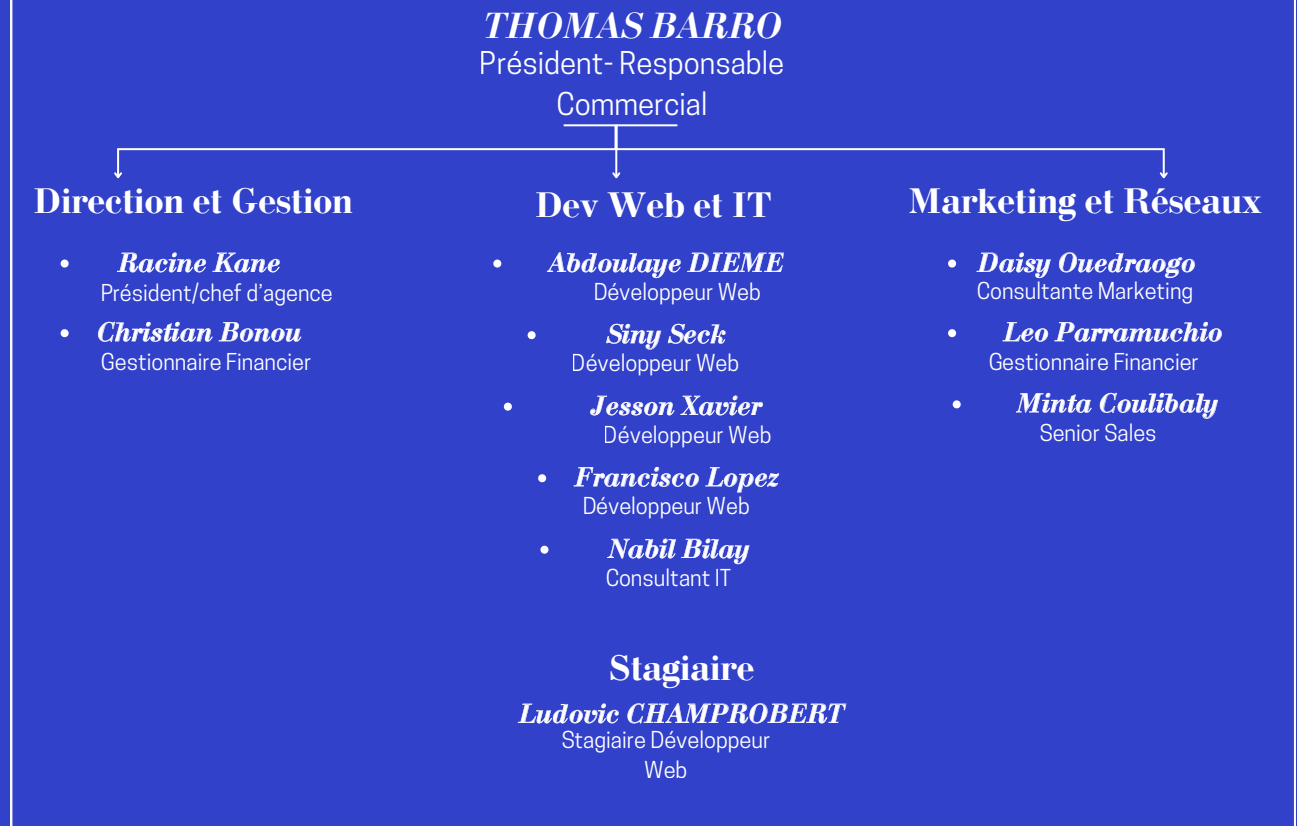 THOMAS BARRO
Président- Responsable
Commercial
Direction et Gestion
Racine Kane
Président/chef d’agence
Christian Bonou
Gestionnaire Financier
Dev Web et IT
Abdoulaye DIEME
Développeur Web
Siny Seck
Développeur Web
Jesson Xavier
Développeur Web
Francisco Lopez
Développeur Web
Nabil Bilay
Consultant IT
Marketing et Réseaux
Daisy Ouedraogo
Consultante Marketing
Leo Parramuchio
Gestionnaire Financier
Minta Coulibaly
Senior Sales
Stagiaire
Ludovic CHAMPROBERT
Stagiaire Développeur
Web